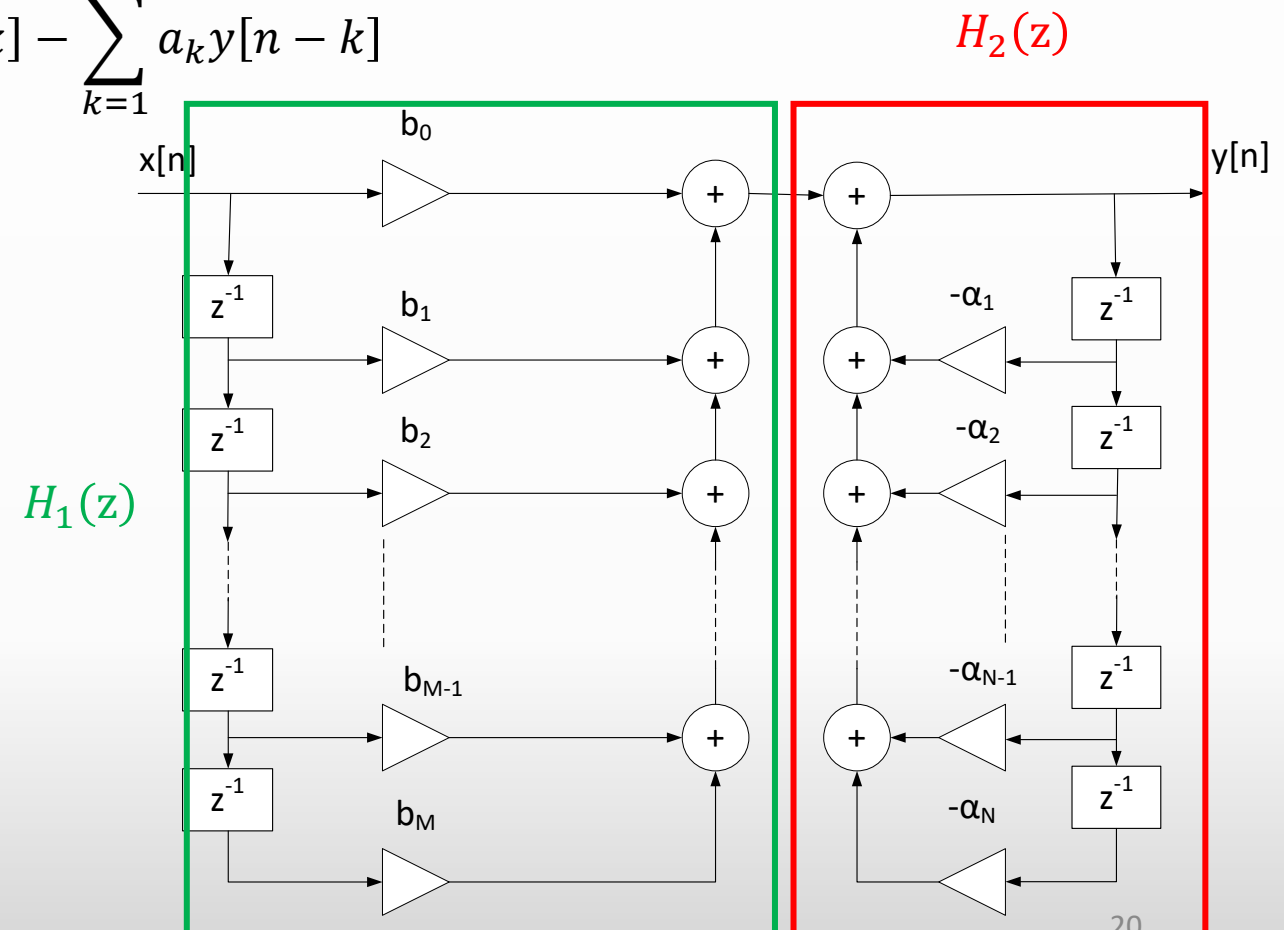 k] − ∑ aₖy[n − k]
k=1
H₂(z)
b₀
x[n]
y[n]
+ +
z⁻¹ b₁ -α₁ z⁻¹
+ +
z⁻¹ b₂ -α₂ z⁻¹
H₁(z)
+ +
z⁻¹ b_M-1 -α_N-1 z⁻¹
+ +
z⁻¹ b_M -α_N z⁻¹
20